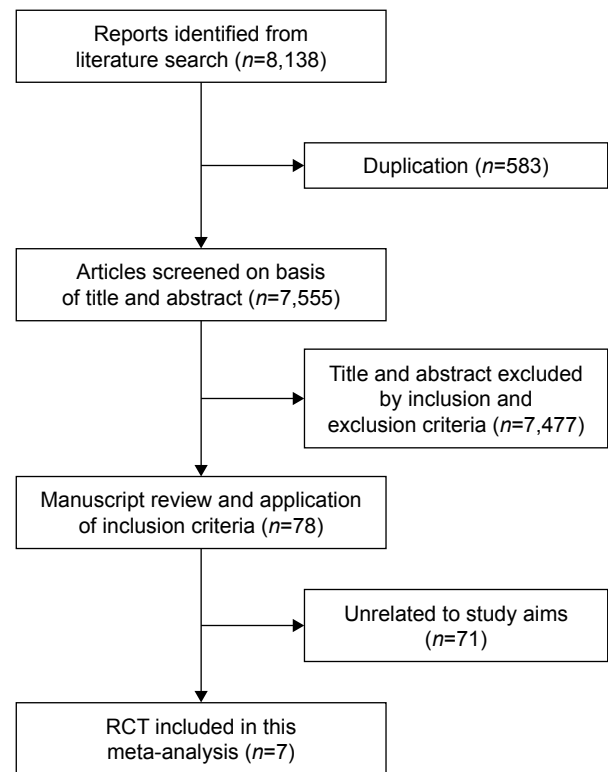 Reports identified from
literature search (n=8,138)
Duplication (n=583)
Articles screened on basis
of title and abstract (n=7,555)
Title and abstract excluded
by inclusion and
exclusion criteria (n=7,477)
Manuscript review and application
of inclusion criteria (n=78)
Unrelated to study aims
(n=71)
RCT included in this
meta-analysis (n=7)